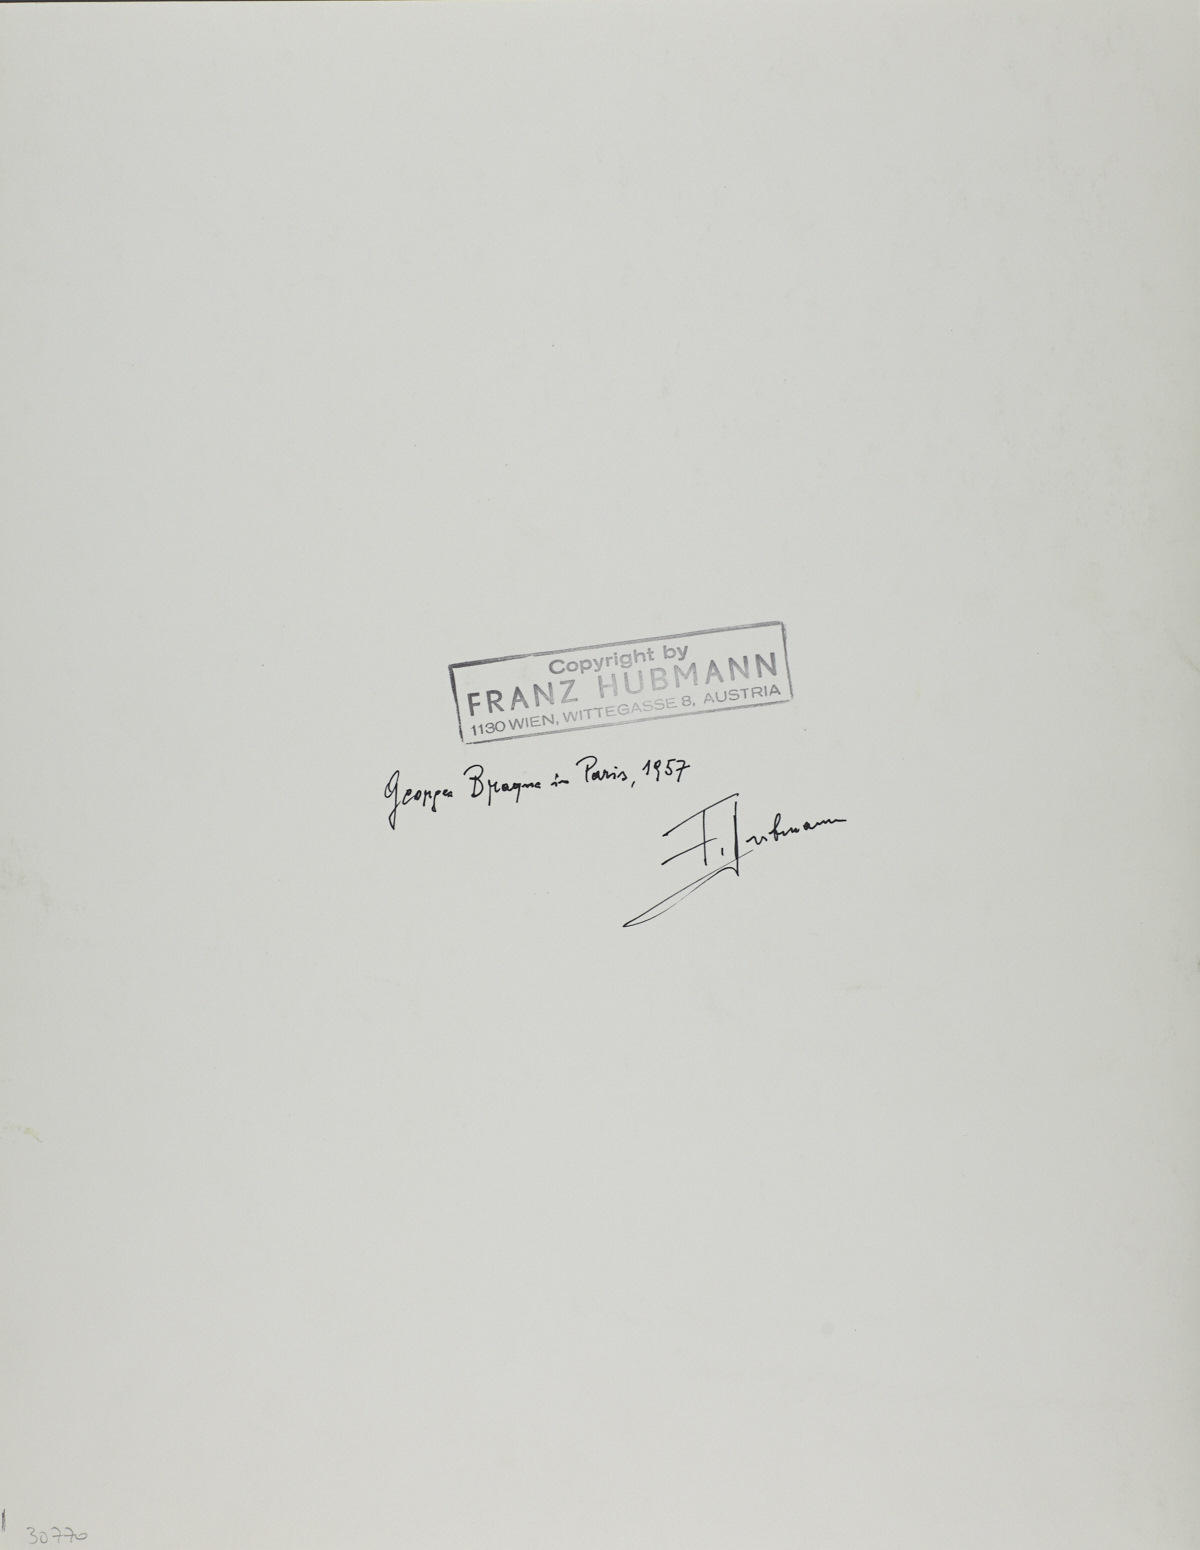 Copyright by
FRANZ HUBMANN
1130 WIEN, WITTEGASSE 8, AUSTRIA
Georges Braque in Paris, 1957
F. Hubmann
30770